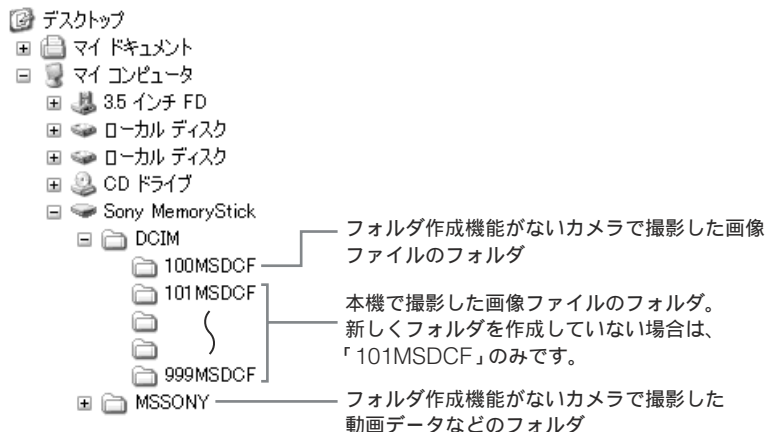 デスクトップ
マイ ドキュメント
マイ コンピュータ
3.5 インチ FD
ローカル ディスク
ローカル ディスク
CD ドライブ
Sony MemoryStick
DCIM
100MSDCF
101MSDCF
999MSDCF
MSSONY
フォルダ作成機能がないカメラで撮影した画像
ファイルのフォルダ
本機で撮影した画像ファイルのフォルダ。
新しくフォルダを作成していない場合は、
「101MSDCF」のみです。
フォルダ作成機能がないカメラで撮影した
動画データなどのフォルダ